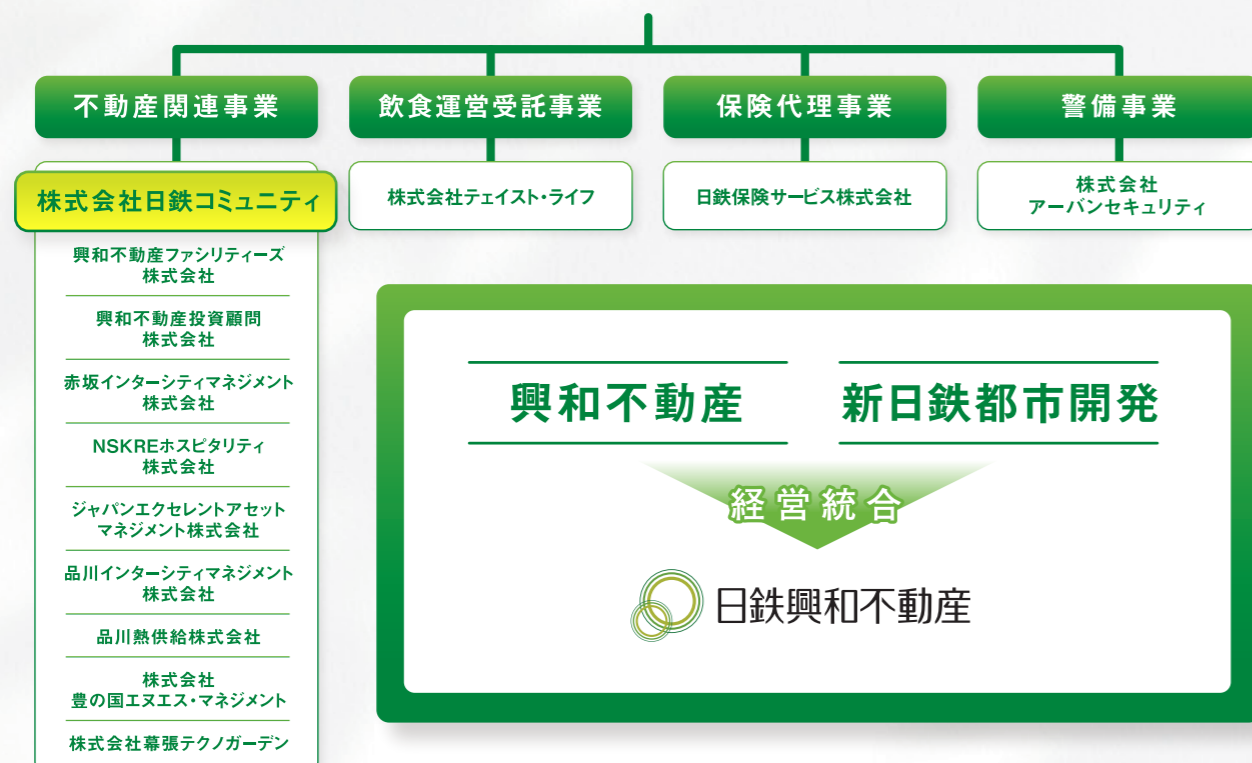 不動産関連事業
飲食運営受託事業
保険代理事業
警備事業
株式会社日鉄コミュニティ
株式会社テェイスト・ライフ
日鉄保険サービス株式会社
株式会社
アーバンセキュリティ
興和不動産ファシリティーズ
株式会社
興和不動産投資顧問
株式会社
赤坂インターシティマネジメント
株式会社
NSKREホスピタリティ
株式会社
ジャパンエクセレントアセット
マネジメント株式会社
品川インターシティマネジメント
株式会社
品川熱供給株式会社
株式会社
豊の国エヌエス・マネジメント
株式会社幕張テクノガーデン
興和不動産
新日鉄都市開発
経営統合
日鉄興和不動産